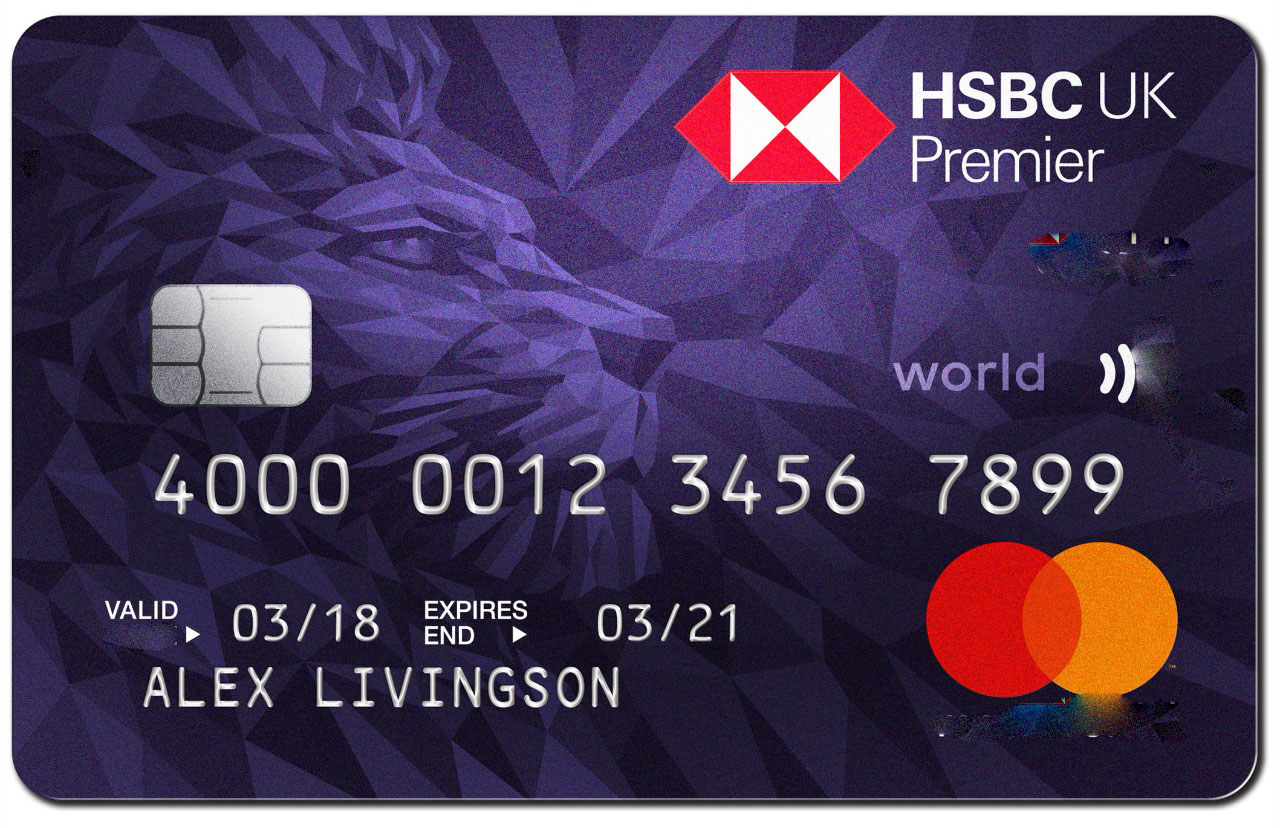 HSBC UK
Premier
world
4000 0012 3456 7899
VALID 03/18 EXPIRES END 03/21
ALEX LIVINGSON